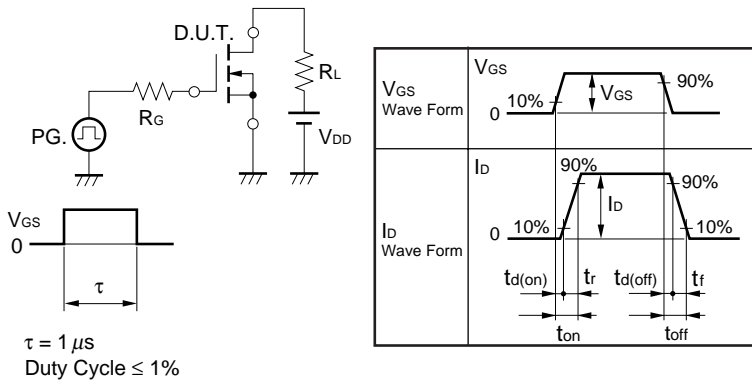 D.U.T.
RL
RG
PG.
VDD
VGS
0
τ
τ = 1 μs
Duty Cycle ≤ 1%
VGS
Wave Form
VGS
10%
0
VGS
90%
ID
Wave Form
ID
90%
90%
ID
0
10%
10%
td(on)
tr
td(off)
tf
ton
toff